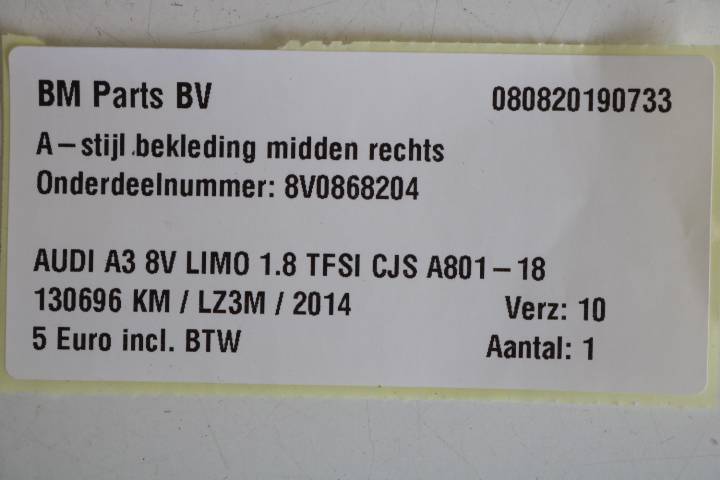 BM Parts BV 080820190733
A-stijl bekleding midden rechts
Onderdeelnummer: 8V0868204
AUDI A3 8V LIMO 1.8 TFSI CJS A801-18
130696 KM / LZ3M / 2014 Verz: 10
5 Euro incl. BTW Aantal: 1